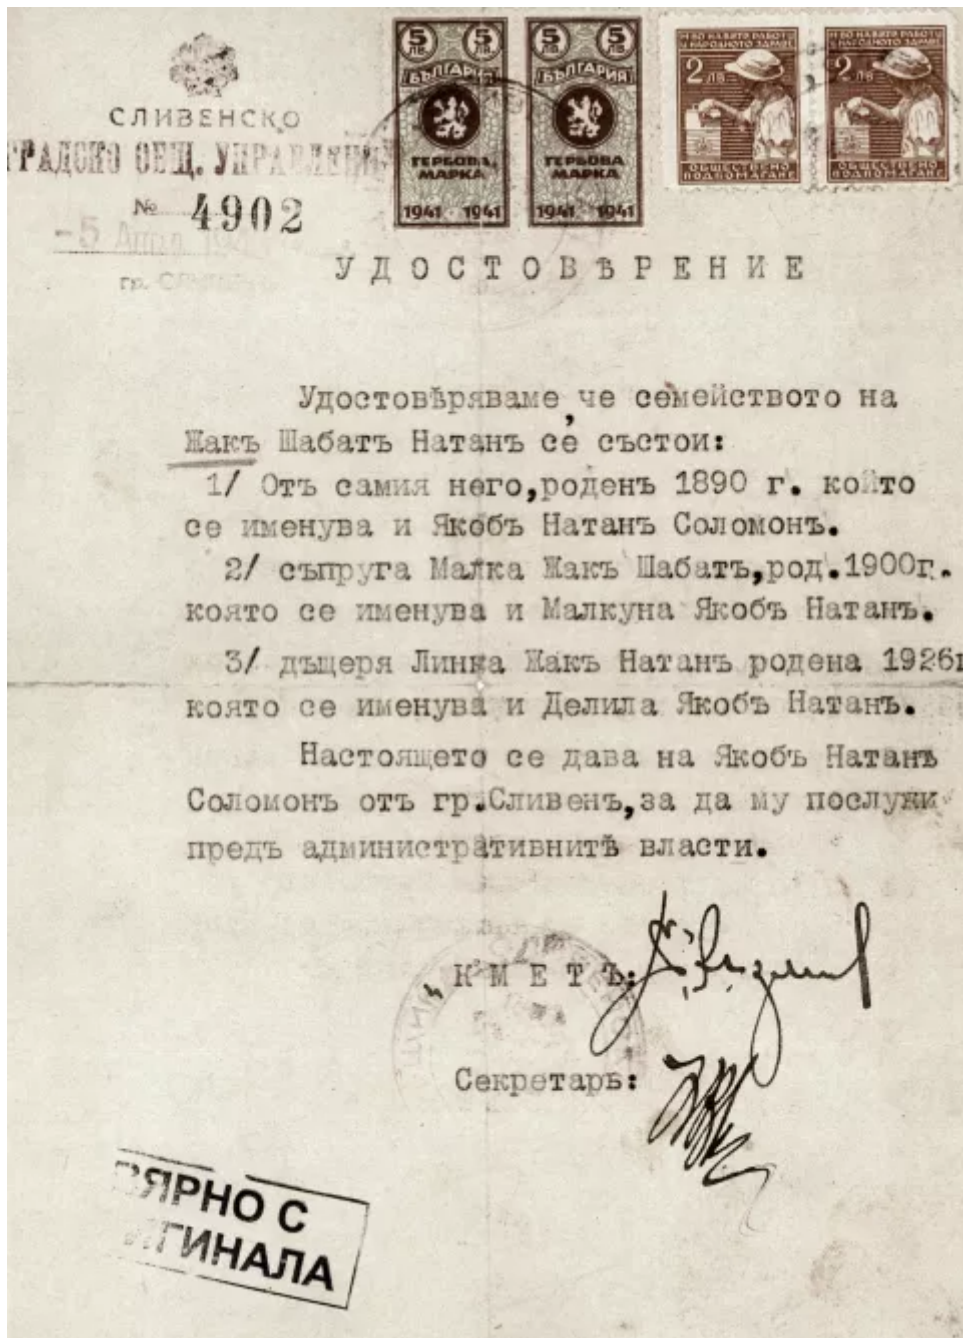 СЛИВЕНСКО
ГРАДСКО ОБЩ. УПРАВЛЕНИЕ
№ 4902
-5 Април
гр.
5 ЛВ. 5 ЛВ.
БЪЛГАРИЯ
ГЕРБОВА
МАРКА
1941 1941
5 ЛВ. 5 ЛВ.
БЪЛГАРИЯ
ГЕРБОВА
МАРКА
1941 1941
2 ЛВ
ОБЩЕСТВЕНО
ПОДПОМАГАНЕ
2 ЛВ
ОБЩЕСТВЕНО
ПОДПОМАГАНЕ
УДОСТОВѢРЕНИЕ
Удостовѣряваме, че семейството на
Жакъ Шабатъ Натанъ се състои:
1/ Отъ самия него, роденъ 1890 г. който
се именува и Якобъ Натанъ Соломонъ.
2/ съпруга Малка Жакъ Шабатъ, род. 1900г.
която се именува и Малкуна Якобъ Натанъ.
3/ дъщеря Линка Жакъ Натанъ родена 1926г
която се именува и Делила Якобъ Натанъ.
Настоящето се дава на Якобъ Натанъ
Соломонъ отъ гр.Сливенъ, за да му послужи
предъ административнитѣ власти.
КМЕТЪ:
Секретаръ:
ВЯРНО С
ОРИГИНАЛА